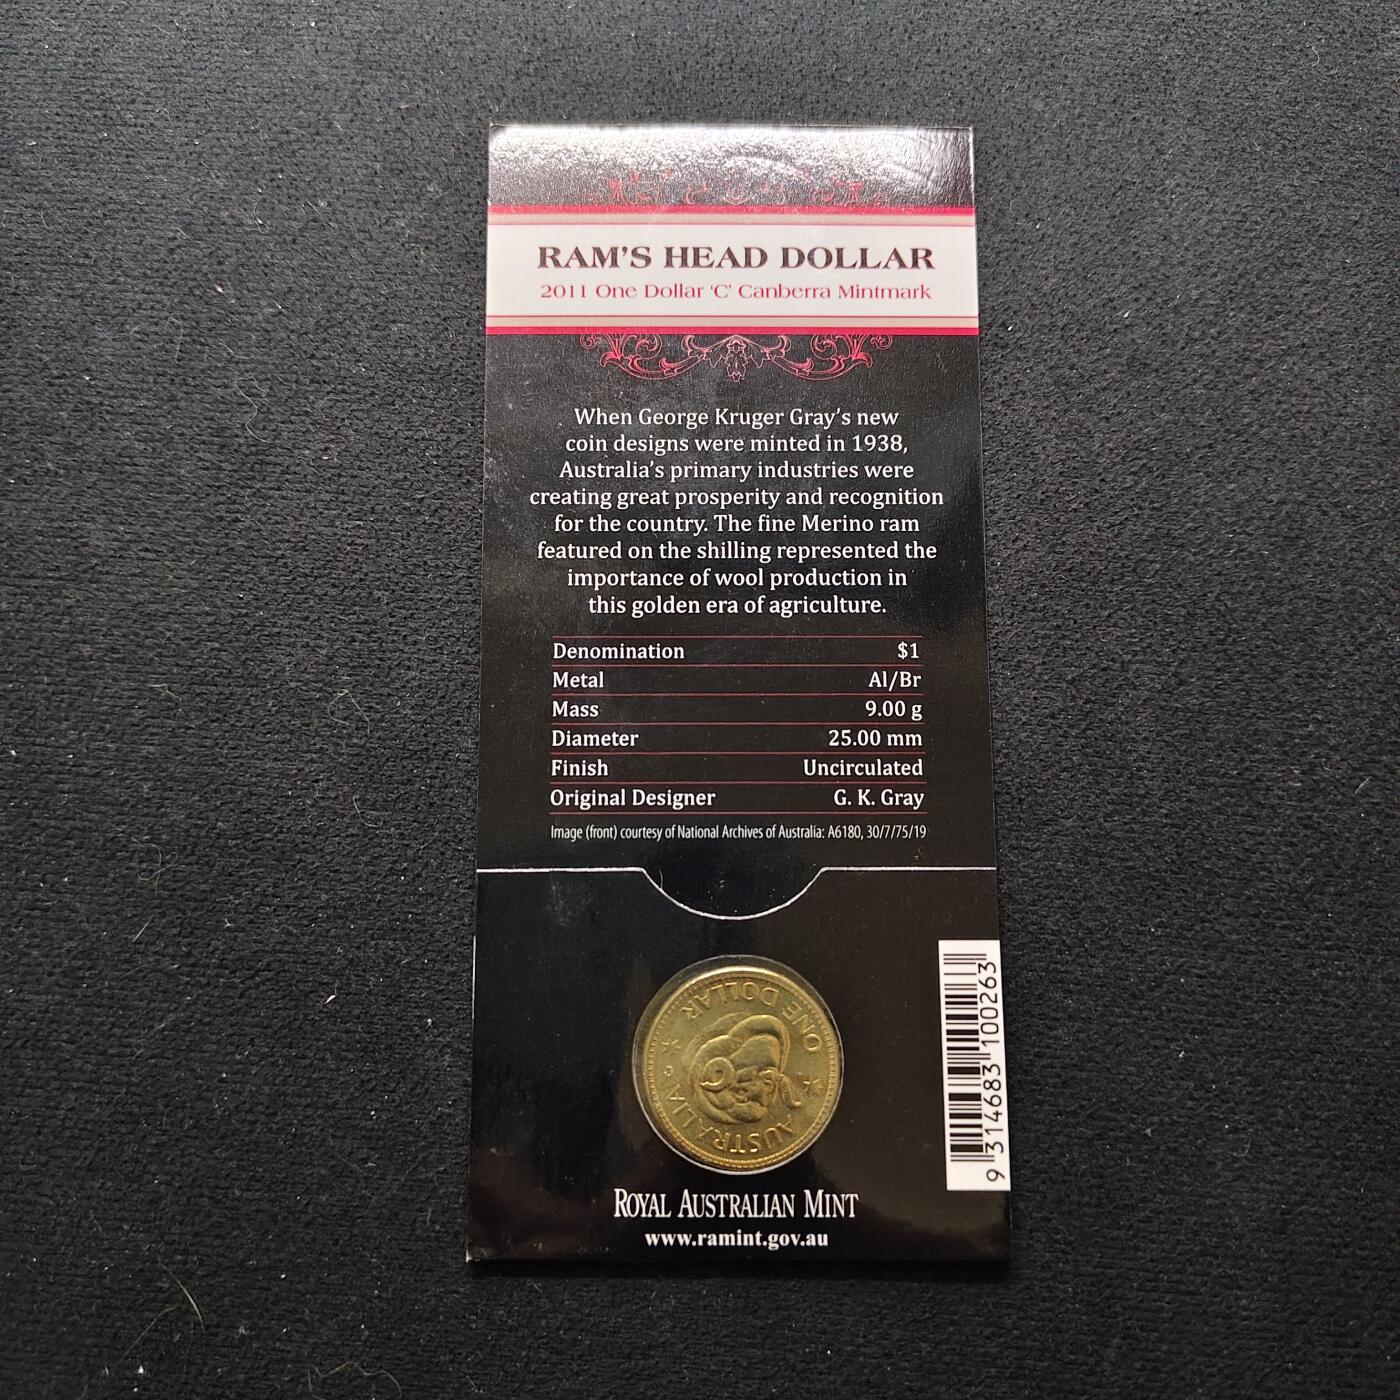 RAM'S HEAD DOLLAR
2011 One Dollar 'C' Canberra Mintmark
When George Kruger Gray's new
coin designs were minted in 1938,
Australia's primary industries were
creating great prosperity and recognition
for the country. The fine Merino ram
featured on the shilling represented the
importance of wool production in
this golden era of agriculture.
Denomination $1
Metal Al/Br
Mass 9.00 g
Diameter 25.00 mm
Finish Uncirculated
Original Designer G. K. Gray
Image (front) courtesy of National Archives of Australia: A6180, 30/7/75/19
ONE DOLLAR
C
AUSTRALIA
9 314683 100263
ROYAL AUSTRALIAN MINT
www.ramint.gov.au